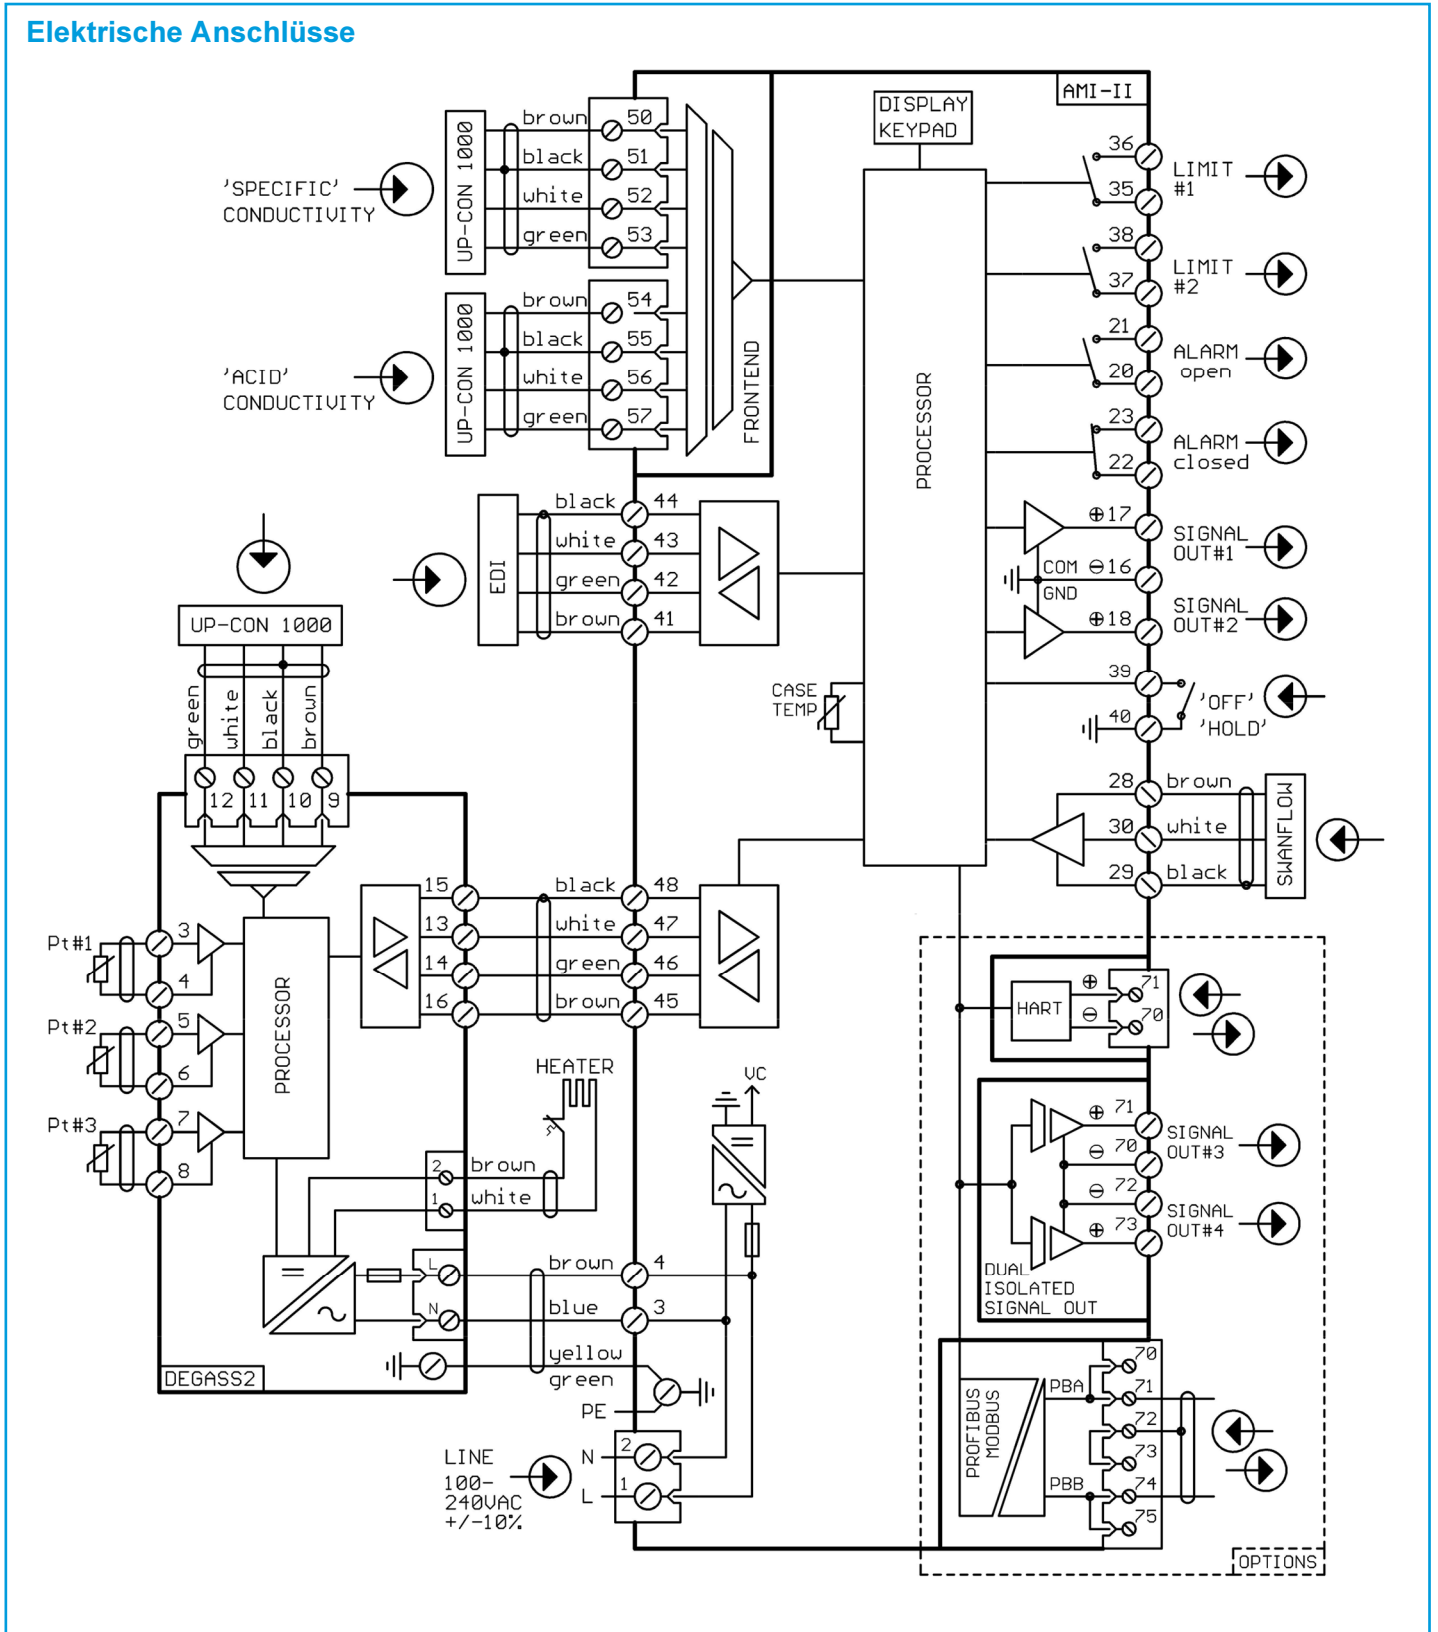 Elektrische Anschlüsse
AMI-II
DISPLAY
KEYPAD
'SPECIFIC'
CONDUCTIVITY
UP-CON 1000
brown 50
black 51
white 52
green 53
'ACID'
CONDUCTIVITY
UP-CON 1000
brown 54
black 55
white 56
green 57
FRONTEND
PROCESSOR
36
35
LIMIT
#1
38
37
LIMIT
#2
21
20
ALARM
open
23
22
ALARM
closed
⊕17
SIGNAL
OUT#1
COM ⊖16
GND
⊕18
SIGNAL
OUT#2
39
40
'OFF'
'HOLD'
CASE
TEMP
28 brown
30 white
29 black
SWANFLOW
EDI
black 44
white 43
green 42
brown 41
UP-CON 1000
green
white
black
brown
12 11 10 9
15 black 48
13 white 47
14 green 46
16 brown 45
Pt#1
3
4
Pt#2
5
6
Pt#3
7
8
PROCESSOR
HEATER
2 brown
1 white
VC
L brown 4
N blue 3
yellow
green
PE
DEGASS2
LINE
100-
240VAC
+/-10%
N 2
L 1
HART
⊕ 71
⊖ 70
⊕ 71
⊖ 70
SIGNAL
OUT#3
⊖ 72
⊕ 73
SIGNAL
OUT#4
DUAL
ISOLATED
SIGNAL OUT
PROFIBUS
MODBUS
PBA
PBB
70
71
72
73
74
75
OPTIONS